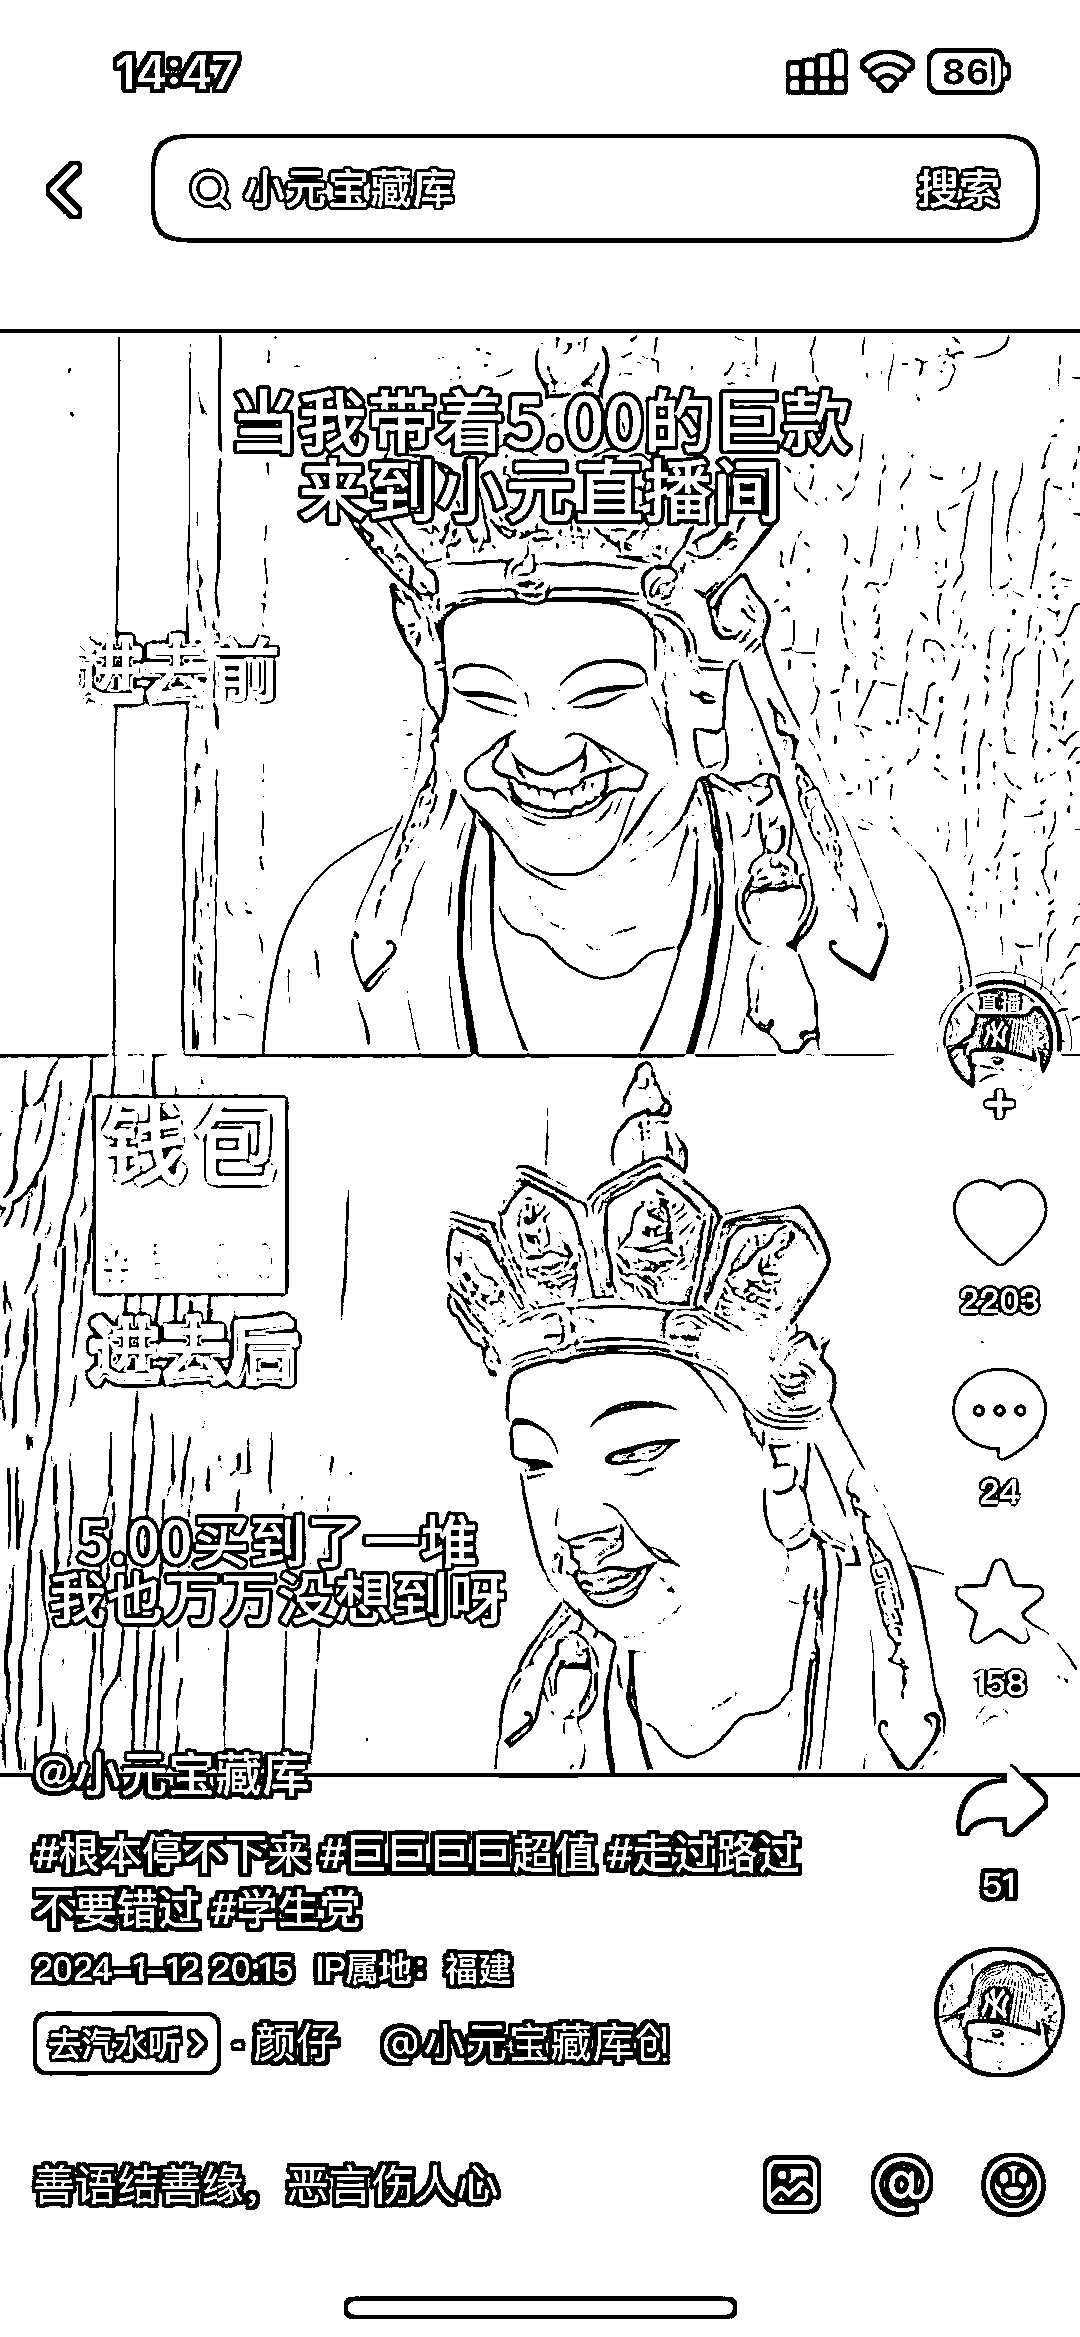 14:47
86
小元宝藏库
搜索
当我带着5.00的巨款
来到小元直播间
进去前
直播
钱包
进去后
2203
24
5.00买到了一堆
我也万万没想到呀
158
@小元宝藏库
#根本停不下来 #巨巨巨巨超值 #走过路过
不要错过 #学生党
51
2024-1-12 20:15 IP属地：福建
去汽水听 - 颜仔 @小元宝藏库创
善语结善缘，恶言伤人心